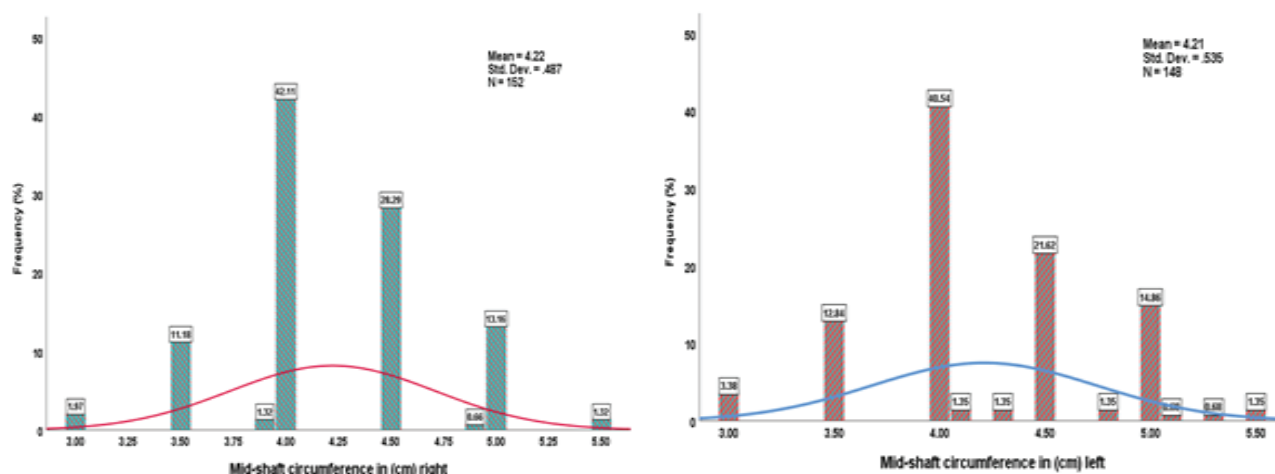 Mean = 4.22
Std. Dev. = .487
N = 152
Frequency (%)
50
40
30
20
10
0
1.97
11.18
1.32
42.11
28.29
0.66
13.16
1.32
3.00 3.25 3.50 3.75 4.00 4.25 4.50 4.75 5.00 5.25 5.50
Mid-shaft circumference in (cm) right
Mean = 4.21
Std. Dev. = .535
N = 148
Frequency (%)
50
40
30
20
10
0
3.38
12.84
40.54
1.35
1.35
21.62
1.35
14.86
0.68
1.35
3.00 3.50 4.00 4.50 5.00 5.50
Mid-shaft circumference in (cm) left